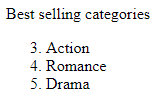 Best selling categories
3. Action
4. Romance
5. Drama